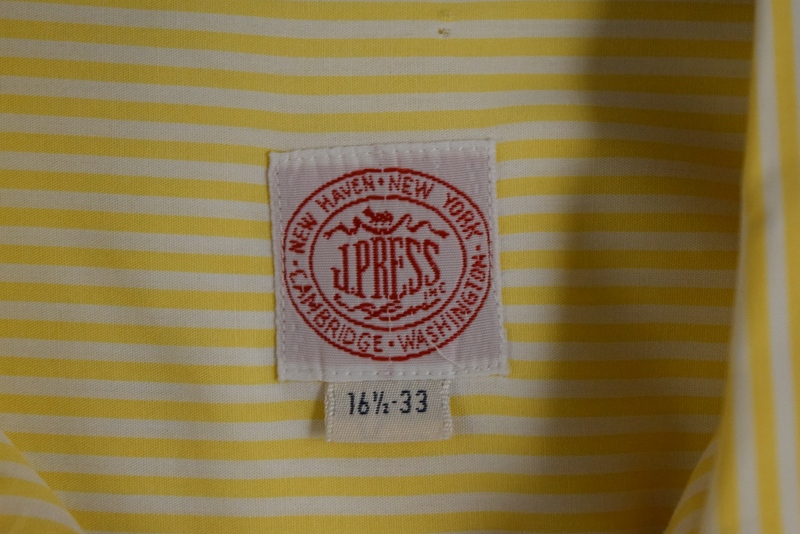 NEW HAVEN · NEW YORK ·
J. PRESS
INC
CAMBRIDGE · WASHINGTON ·
16½-33